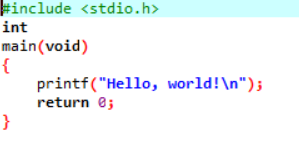 #include <stdio.h>
int
main(void)
{
    printf("Hello, world!\n");
    return 0;
}